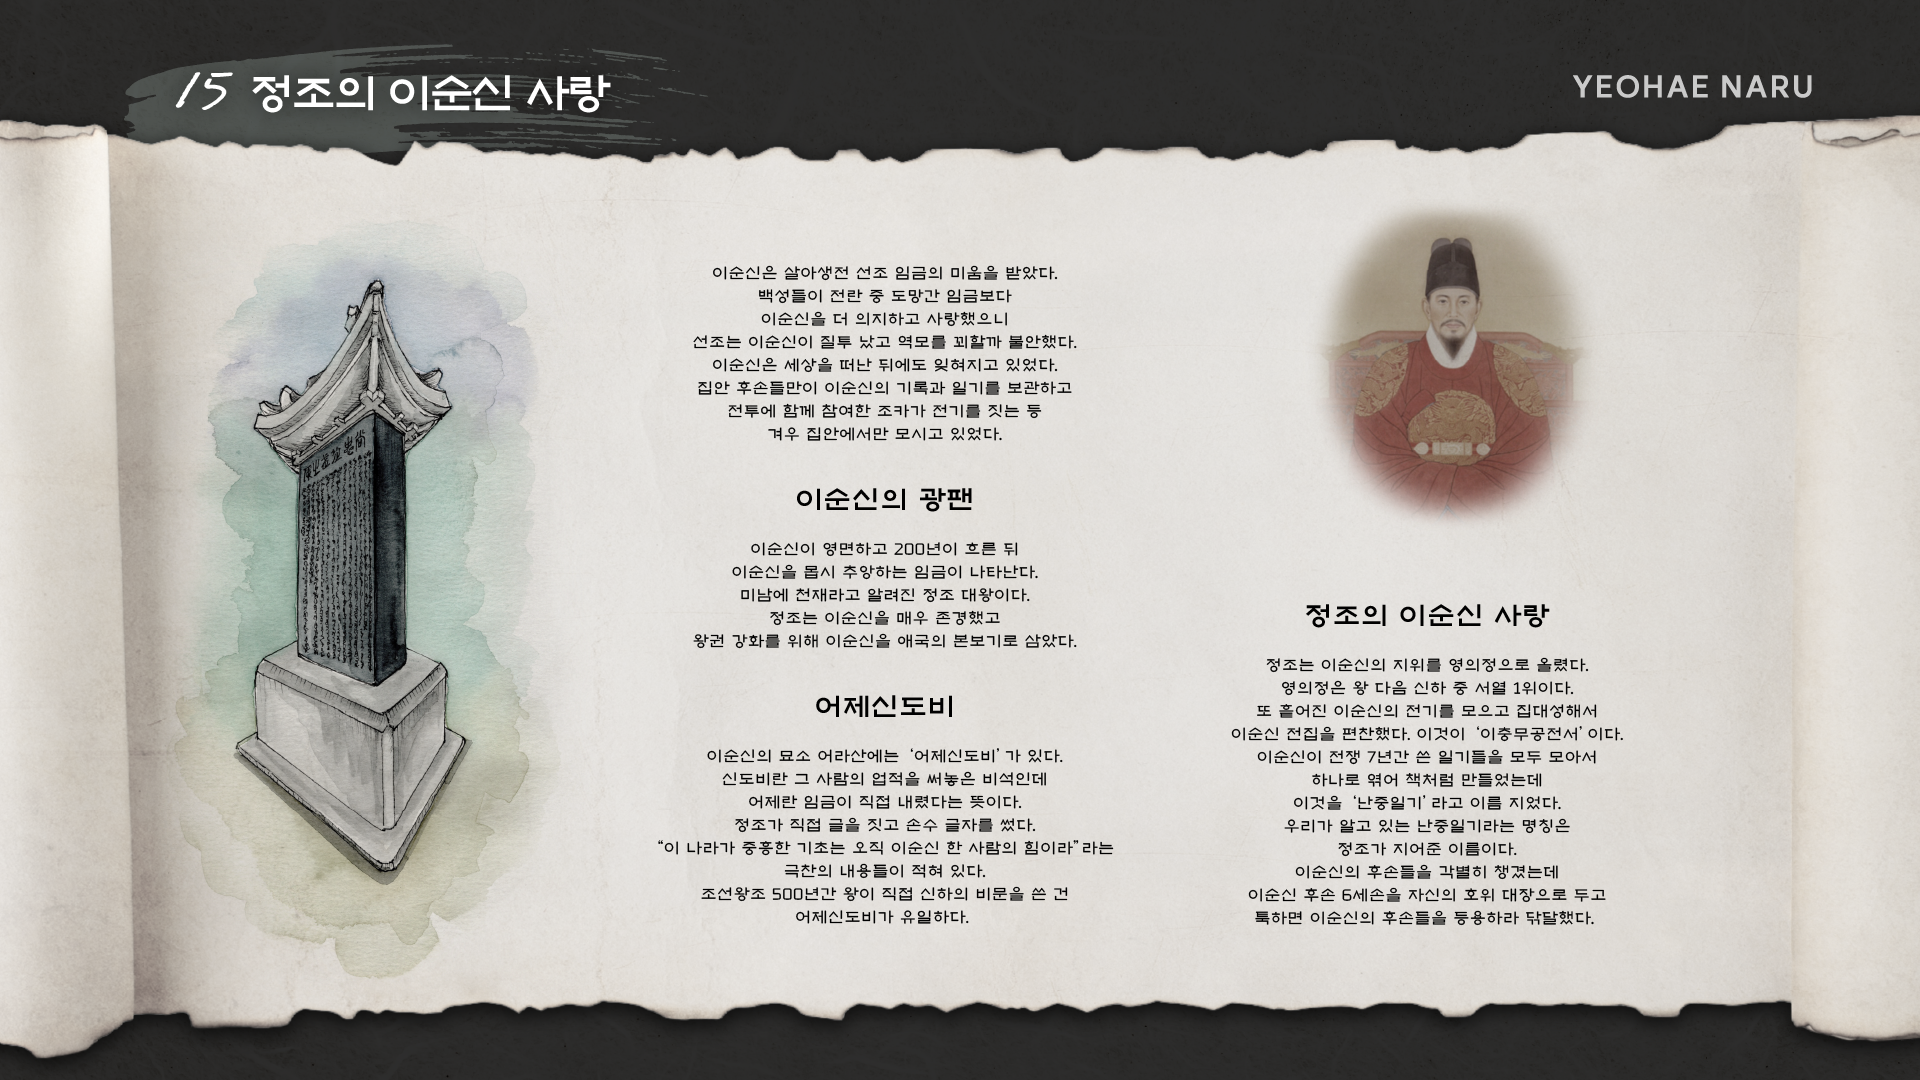 15 정조의 이순신 사랑
YEOHAE NARU
이순신은 살아생전 선조 임금의 미움을 받았다.
백성들이 전란 중 도망간 임금보다
이순신을 더 의지하고 사랑했으니
선조는 이순신이 질투 났고 역모를 꾀할까 불안했다.
이순신은 세상을 떠난 뒤에도 잊혀지고 있었다.
집안 후손들만이 이순신의 기록과 일기를 보관하고
전투에 함께 참여한 조카가 전기를 짓는 등
겨우 집안에서만 모시고 있었다.
이순신의 광팬
이순신이 영면하고 200년이 흐른 뒤
이순신을 몹시 추앙하는 임금이 나타난다.
미남에 천재라고 알려진 정조 대왕이다.
정조는 이순신을 매우 존경했고
왕권 강화를 위해 이순신을 애국의 본보기로 삼았다.
어제신도비
이순신의 묘소 어라산에는 ‘어제신도비’가 있다.
신도비란 그 사람의 업적을 써놓은 비석인데
어제란 임금이 직접 내렸다는 뜻이다.
정조가 직접 글을 짓고 손수 글자를 썼다.
“이 나라가 중흥한 기초는 오직 이순신 한 사람의 힘이라”라는
극찬의 내용들이 적혀 있다.
조선왕조 500년간 왕이 직접 신하의 비문을 쓴 건
어제신도비가 유일하다.
정조의 이순신 사랑
정조는 이순신의 지위를 영의정으로 올렸다.
영의정은 왕 다음 신하 중 서열 1위이다.
또 흩어진 이순신의 전기를 모으고 집대성해서
이순신 전집을 편찬했다. 이것이 ‘이충무공전서’이다.
이순신이 전쟁 7년간 쓴 일기들을 모두 모아서
하나로 엮어 책처럼 만들었는데
이것을 ‘난중일기’라고 이름 지었다.
우리가 알고 있는 난중일기라는 명칭은
정조가 지어준 이름이다.
이순신의 후손들을 각별히 챙겼는데
이순신 후손 6세손을 자신의 호위 대장으로 두고
툭하면 이순신의 후손들을 등용하라 닦달했다.